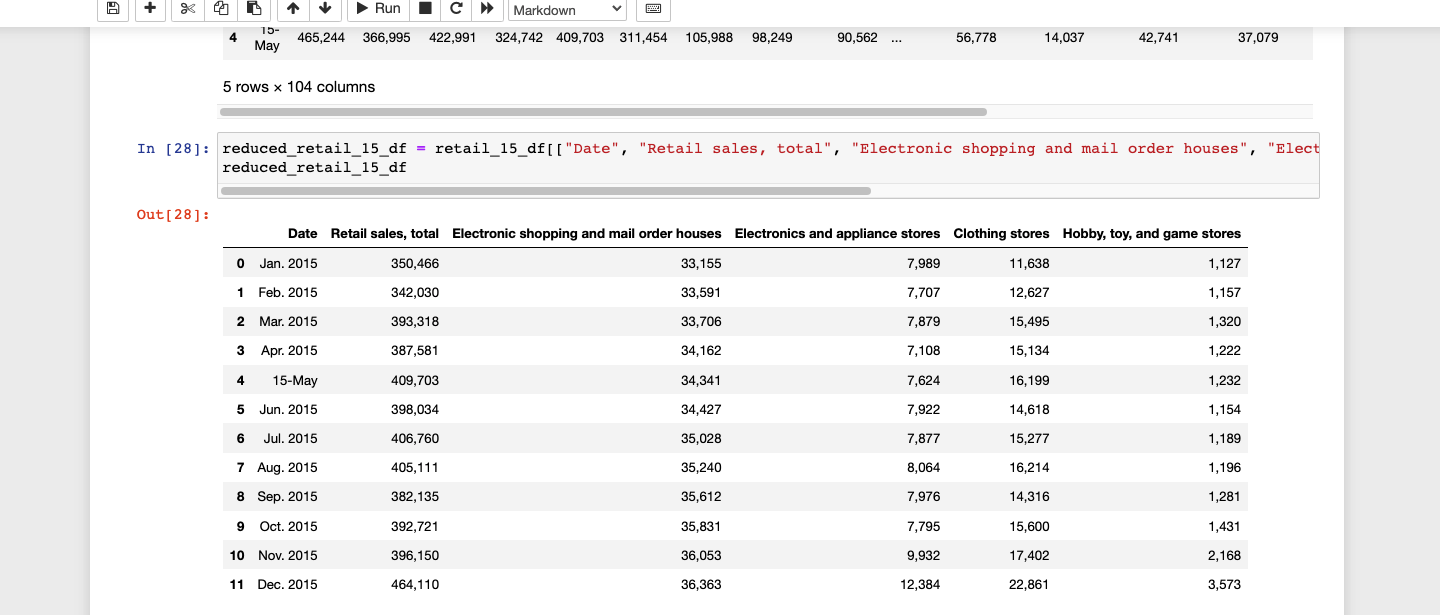 Run
Markdown
4 15-May 465,244 366,995 422,991 324,742 409,703 311,454 105,988 98,249 90,562 ... 56,778 14,037 42,741 37,079
5 rows × 104 columns
In [28]: reduced_retail_15_df = retail_15_df[["Date", "Retail sales, total", "Electronic shopping and mail order houses", "Elect
reduced_retail_15_df
Out[28]:
Date Retail sales, total Electronic shopping and mail order houses Electronics and appliance stores Clothing stores Hobby, toy, and game stores
0 Jan. 2015 350,466 33,155 7,989 11,638 1,127
1 Feb. 2015 342,030 33,591 7,707 12,627 1,157
2 Mar. 2015 393,318 33,706 7,879 15,495 1,320
3 Apr. 2015 387,581 34,162 7,108 15,134 1,222
4 15-May 409,703 34,341 7,624 16,199 1,232
5 Jun. 2015 398,034 34,427 7,922 14,618 1,154
6 Jul. 2015 406,760 35,028 7,877 15,277 1,189
7 Aug. 2015 405,111 35,240 8,064 16,214 1,196
8 Sep. 2015 382,135 35,612 7,976 14,316 1,281
9 Oct. 2015 392,721 35,831 7,795 15,600 1,431
10 Nov. 2015 396,150 36,053 9,932 17,402 2,168
11 Dec. 2015 464,110 36,363 12,384 22,861 3,573